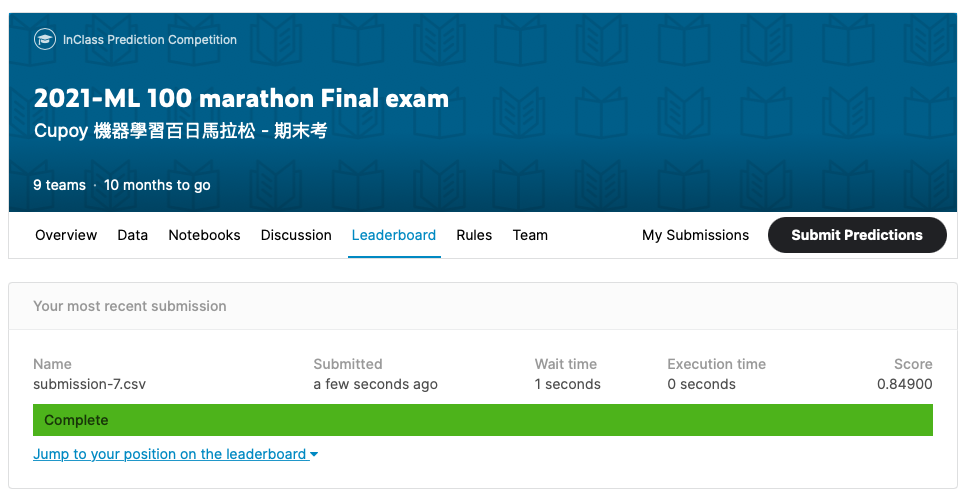 InClass Prediction Competition
2021-ML 100 marathon Final exam
Cupoy 機器學習百日馬拉松 - 期末考
9 teams · 10 months to go
Overview Data Notebooks Discussion Leaderboard Rules Team My Submissions Submit Predictions
Your most recent submission
Name Submitted Wait time Execution time Score
submission-7.csv a few seconds ago 1 seconds 0 seconds 0.84900
Complete
Jump to your position on the leaderboard